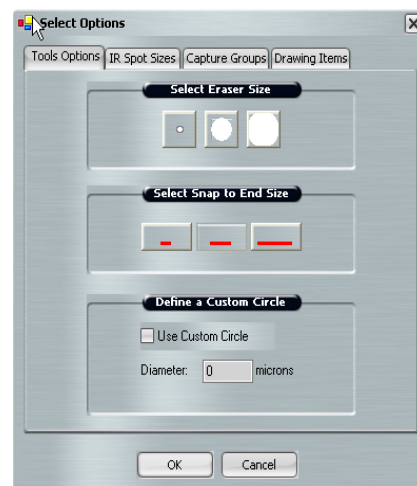 Select Options
Tools Options IR Spot Sizes Capture Groups Drawing Items
Select Eraser Size
Select Snap to End Size
Define a Custom Circle
Use Custom Circle
Diameter: 0 microns
OK Cancel